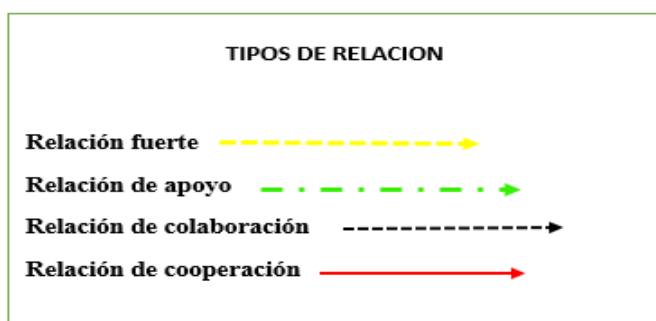 TIPOS DE RELACION
Relación fuerte
Relación de apoyo
Relación de colaboración
Relación de cooperación